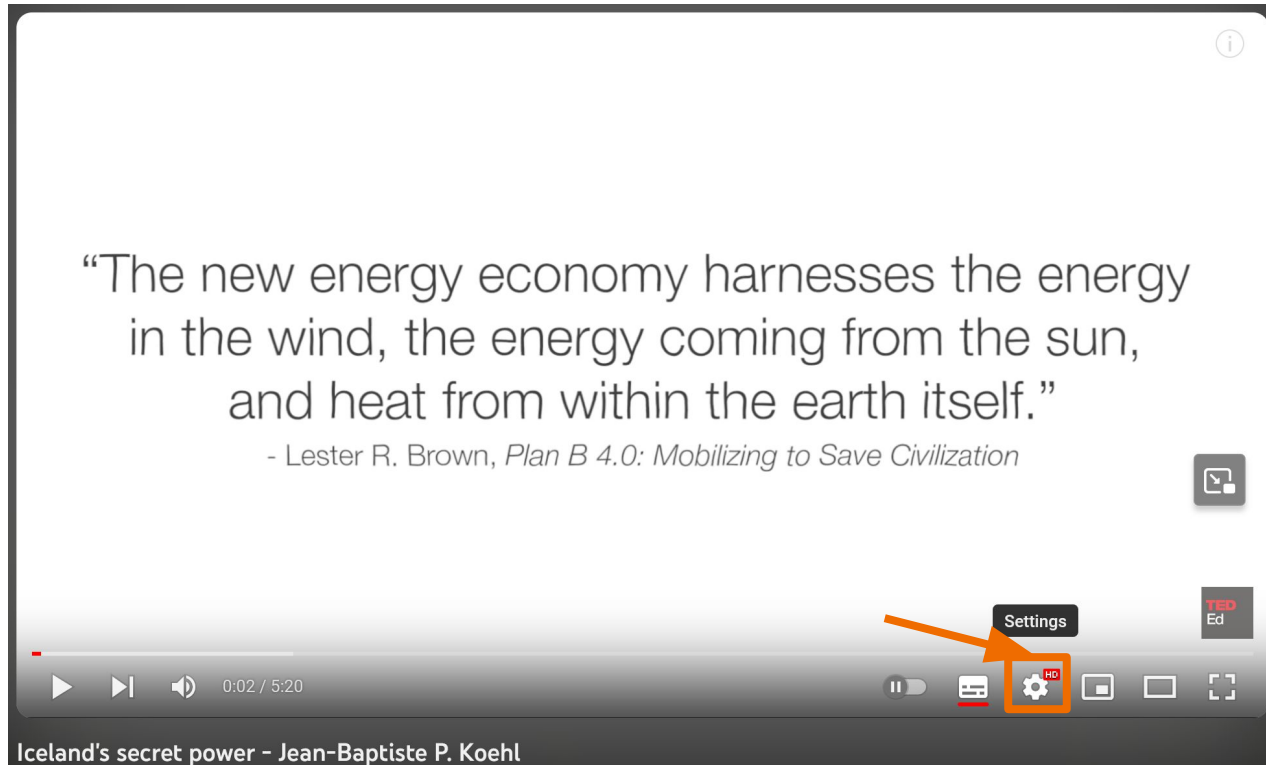 “The new energy economy harnesses the energy
in the wind, the energy coming from the sun,
and heat from within the earth itself.”
- Lester R. Brown, Plan B 4.0: Mobilizing to Save Civilization
TED
Ed
Settings
HD
0:02 / 5:20
Iceland's secret power - Jean-Baptiste P. Koehl